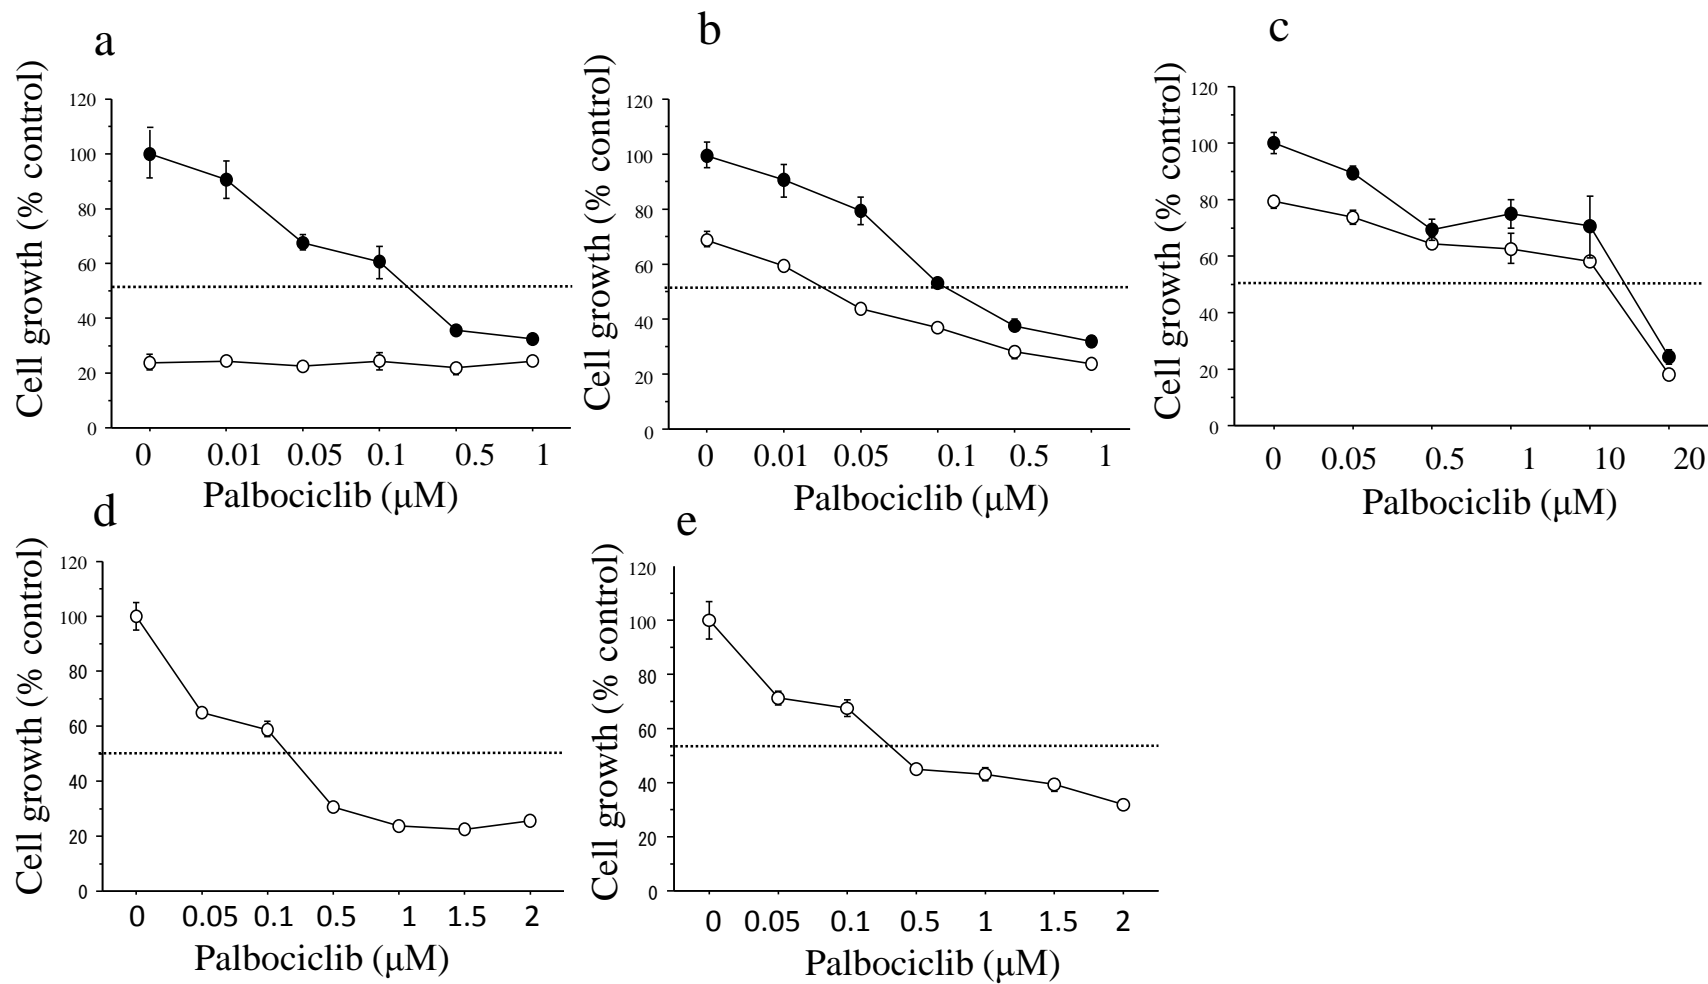 a
Cell growth (% control)
120
100
80
60
40
20
0
0 0.01 0.05 0.1 0.5 1
Palbociclib (μM)
b
Cell growth (% control)
120
100
80
60
40
20
0
0 0.01 0.05 0.1 0.5 1
Palbociclib (μM)
c
Cell growth (% control)
120
100
80
60
40
20
0
0 0.05 0.5 1 10 20
Palbociclib (μM)
d
Cell growth (% control)
120
100
80
60
40
20
0
0 0.05 0.1 0.5 1 1.5 2
Palbociclib (μM)
e
Cell growth (% control)
120
100
80
60
40
20
0
0 0.05 0.1 0.5 1 1.5 2
Palbociclib (μM)